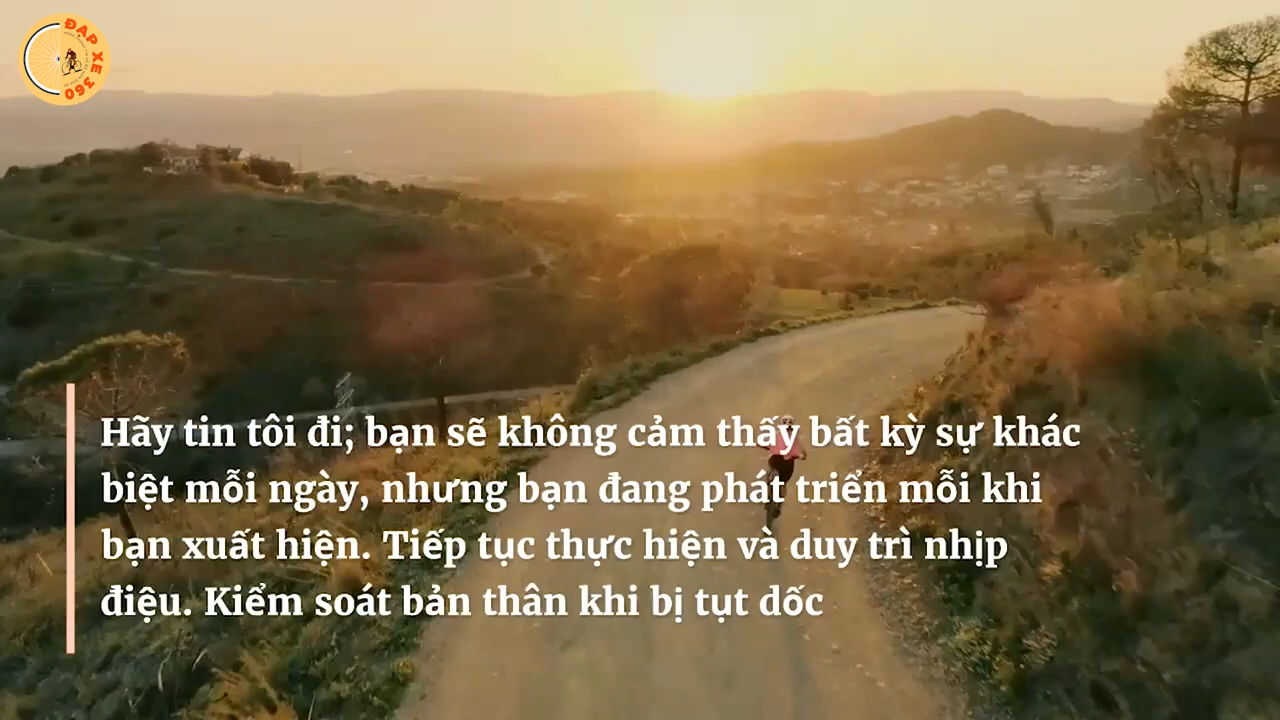 ĐẠP XE 360
Hãy tin tôi đi; bạn sẽ không cảm thấy bất kỳ sự khác
biệt mỗi ngày, nhưng bạn đang phát triển mỗi khi
bạn xuất hiện. Tiếp tục thực hiện và duy trì nhịp
điệu. Kiểm soát bản thân khi bị tụt dốc